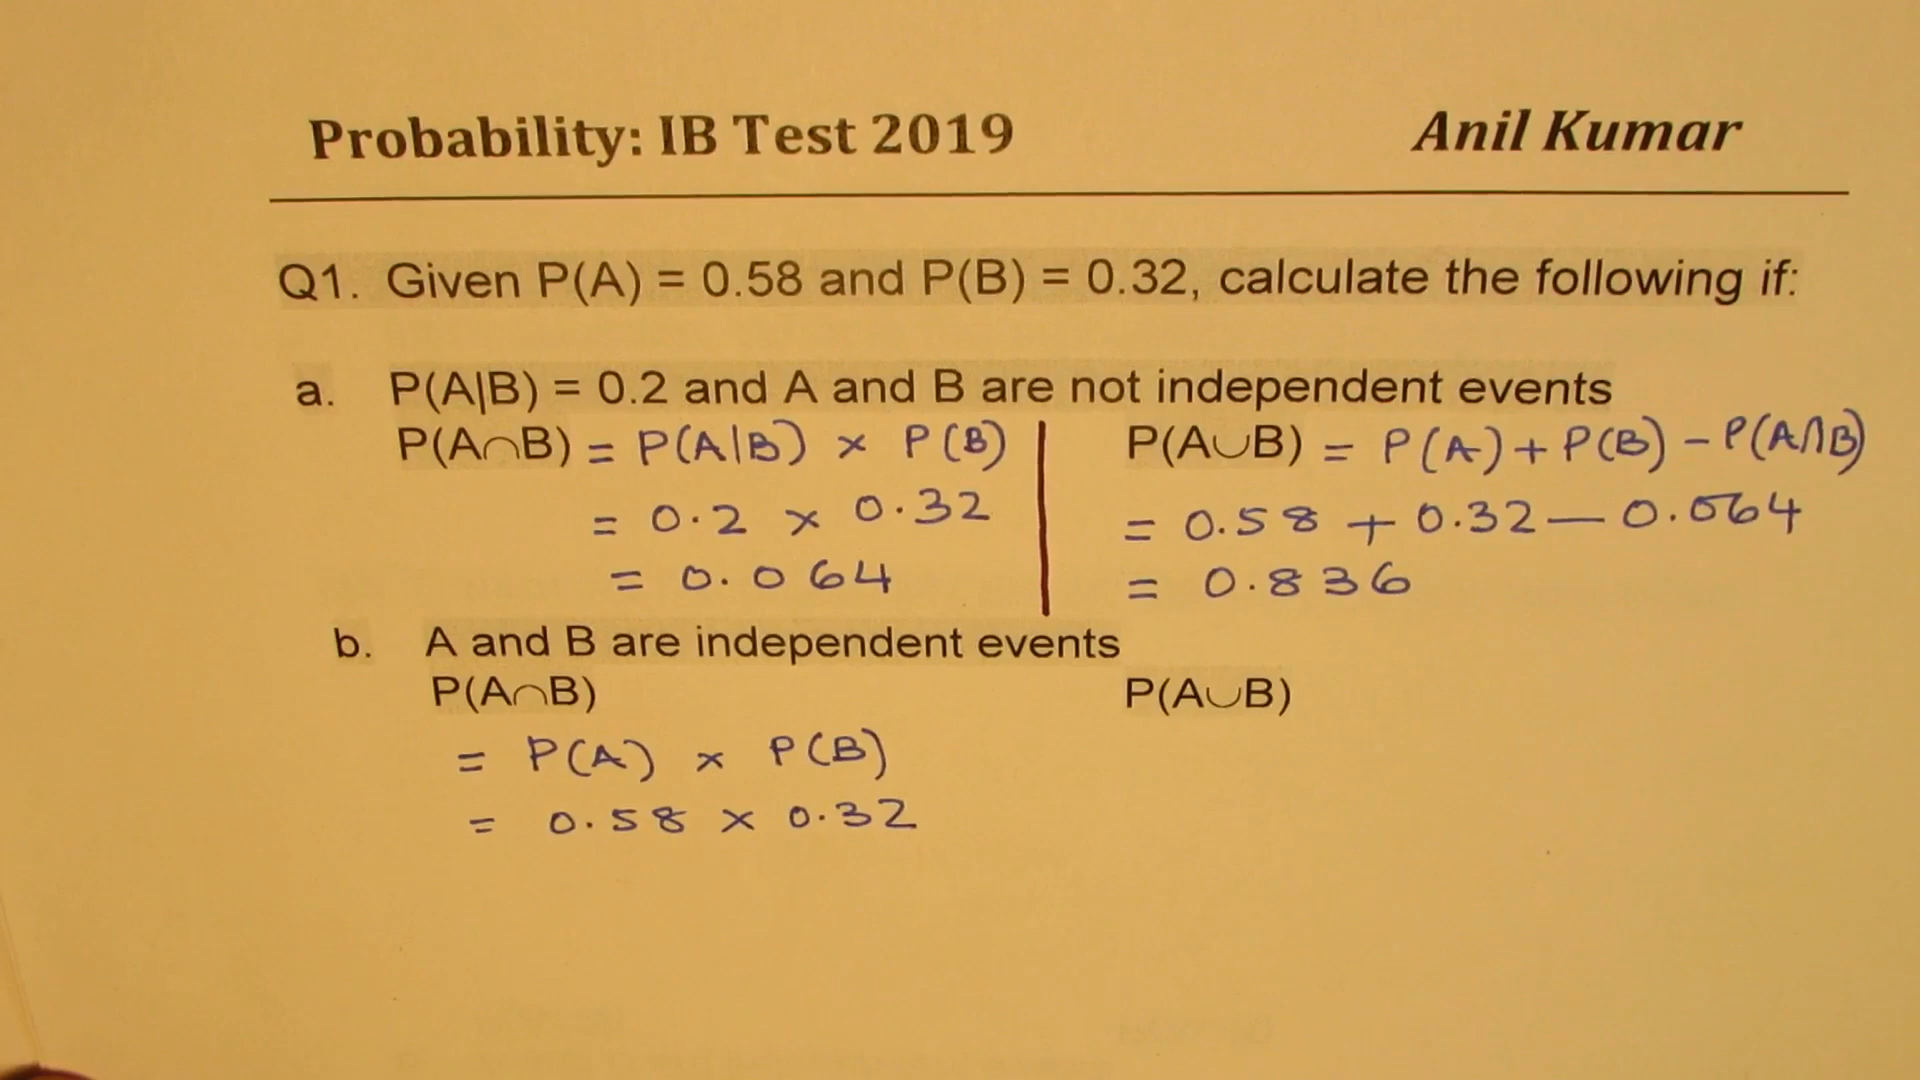 Probability: IB Test 2019 Anil Kumar
Q1. Given P(A) = 0.58 and P(B) = 0.32, calculate the following if:
a. P(A|B) = 0.2 and A and B are not independent events
P(A∩B) = P(A|B) × P(B) P(A∪B) = P(A) + P(B) - P(A∩B)
= 0.2 × 0.32 = 0.58 + 0.32 — 0.064
= 0.064 = 0.836
b. A and B are independent events
P(A∩B) P(A∪B)
= P(A) × P(B)
= 0.58 × 0.32